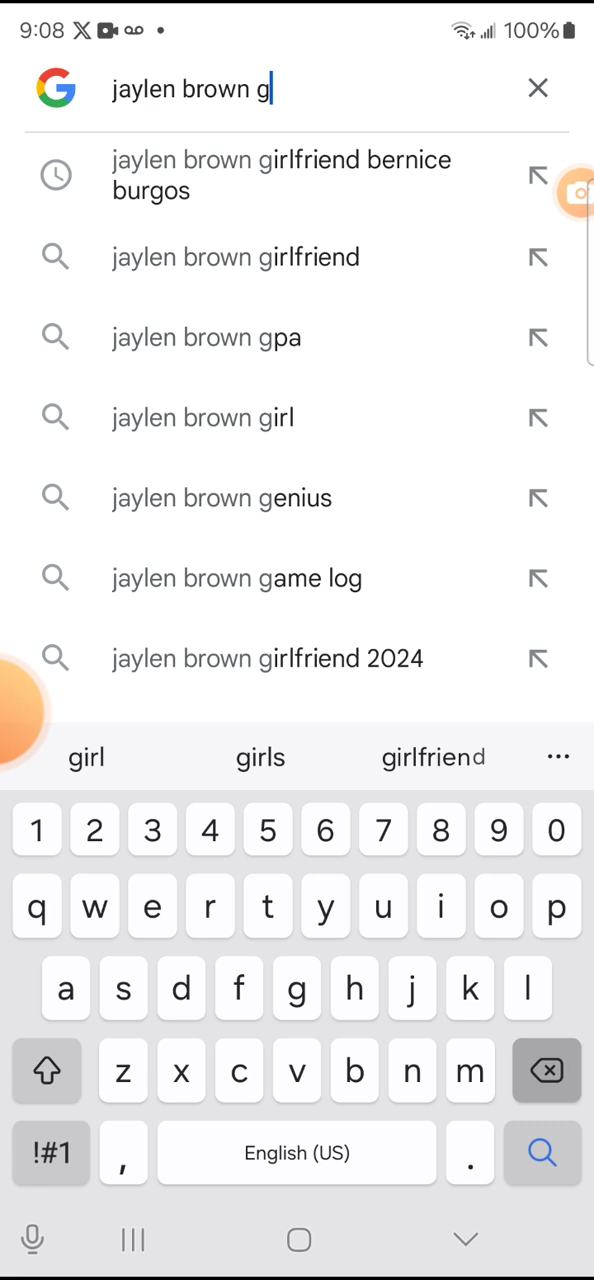 9:08 100%
jaylen brown g
jaylen brown girlfriend bernice
burgos
jaylen brown girlfriend
jaylen brown gpa
jaylen brown girl
jaylen brown genius
jaylen brown game log
jaylen brown girlfriend 2024
girl girls girlfriend ...
1 2 3 4 5 6 7 8 9 0
q w e r t y u i o p
a s d f g h j k l
z x c v b n m
!#1 , English (US) .